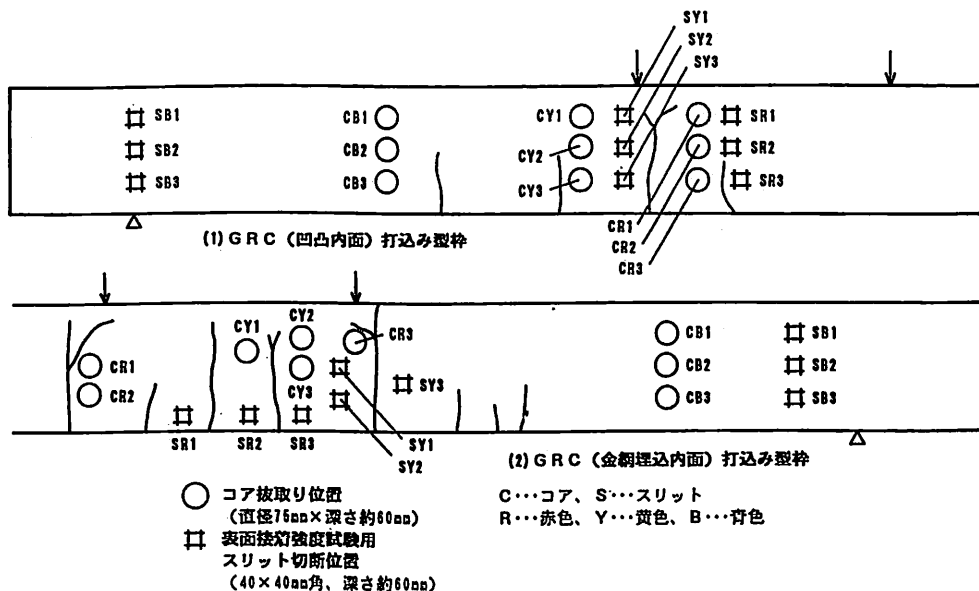 SY1
SY2
SY3
SB1
SB2
SB3
CB1
CB2
CB3
CY1
CY2
CY3
SR1
SR2
SR3
CR1
CR2
CR3
(1) GRC (凹凸内面) 打込み型枠
CR1
CR2
CY1
CY2
CY3
CR3
SY3
SR1
SR2
SR3
SY1
SY2
CB1
CB2
CB3
SB1
SB2
SB3
(2) GRC (金網埋込内面) 打込み型枠
コア抜取り位置
(直径75mm×深さ約60mm)
表面接着強度試験用
スリット切断位置
(40×40mm角、深さ約60mm)
C…コア、S…スリット
R…赤色、Y…黄色、B…青色